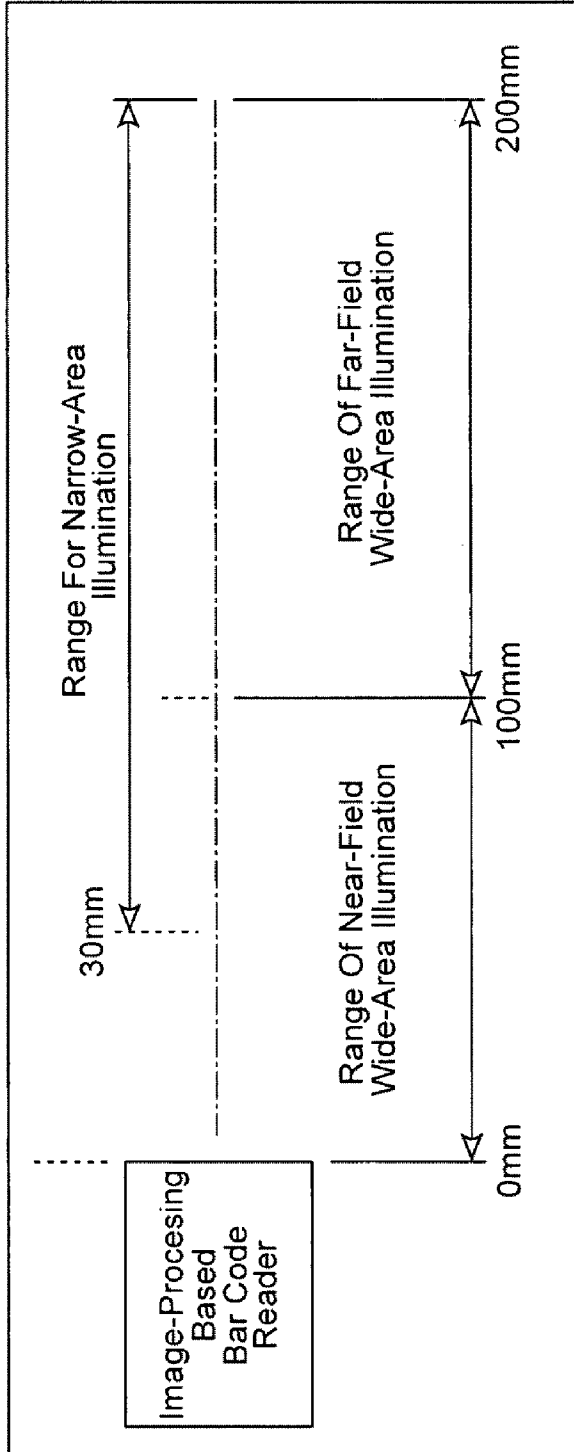 Image-Procesing
Based
Bar Code
Reader
30mm
Range For Narrow-Area
Illumination
Range Of Near-Field
Wide-Area Illumination
Range Of Far-Field
Wide-Area Illumination
0mm
100mm
200mm